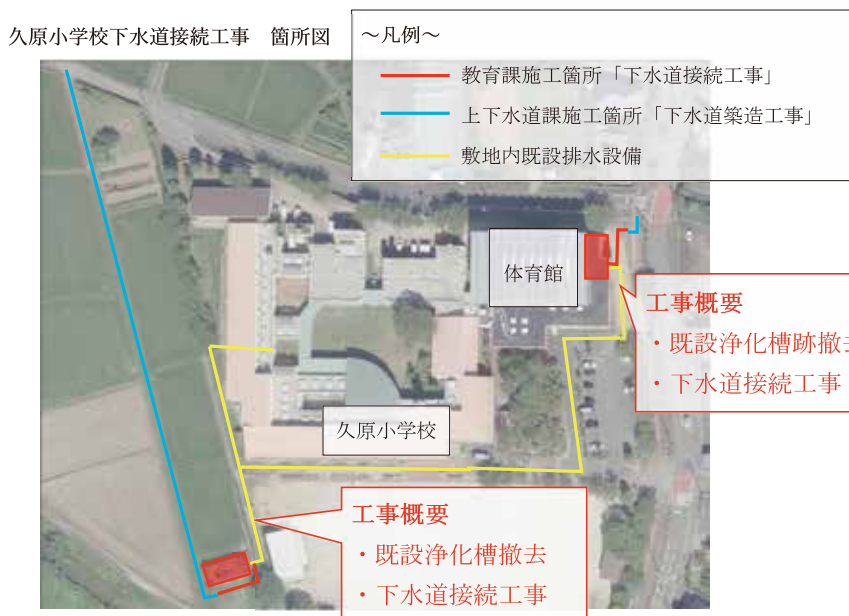 久原小学校下水道接続工事 箇所図
~凡例~
教育課施工箇所「下水道接続工事」
上下水道課施工箇所「下水道築造工事」
敷地内既設排水設備
体育館
工事概要
・既設浄化槽跡撤去
・下水道接続工事
久原小学校
工事概要
・既設浄化槽撤去
・下水道接続工事